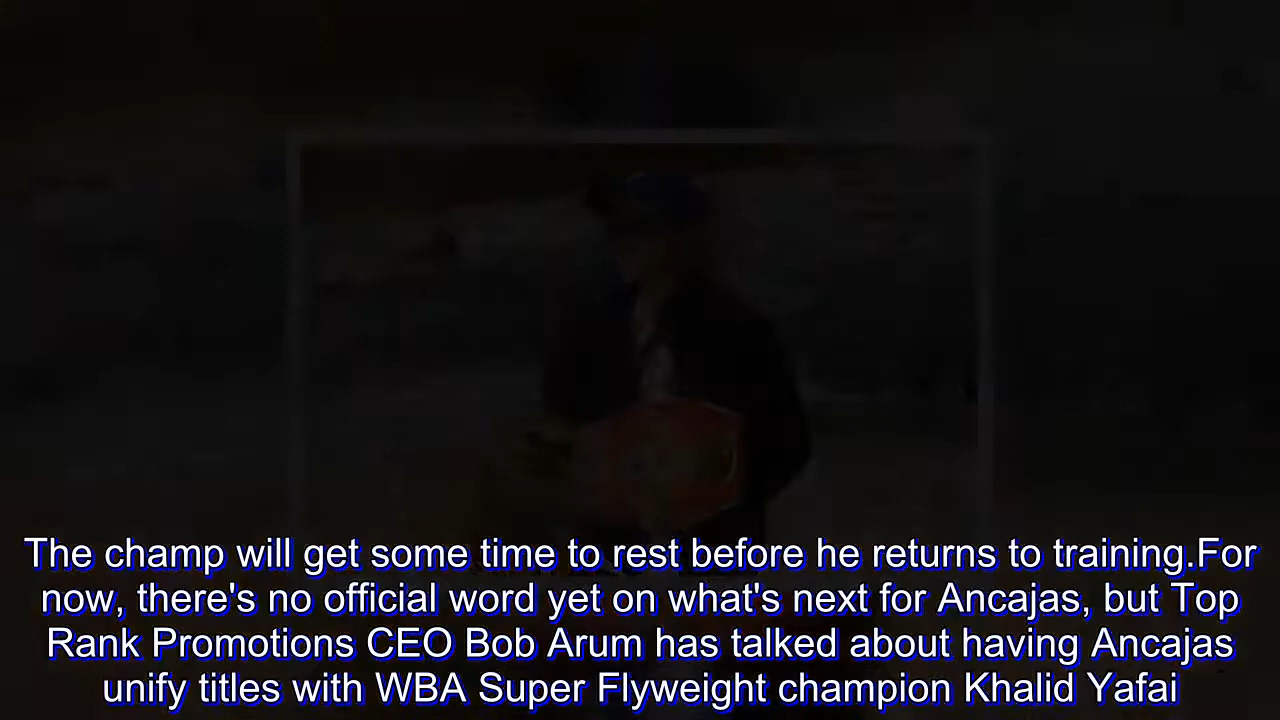 The champ will get some time to rest before he returns to training.For
now, there's no official word yet on what's next for Ancajas, but Top
Rank Promotions CEO Bob Arum has talked about having Ancajas
unify titles with WBA Super Flyweight champion Khalid Yafai